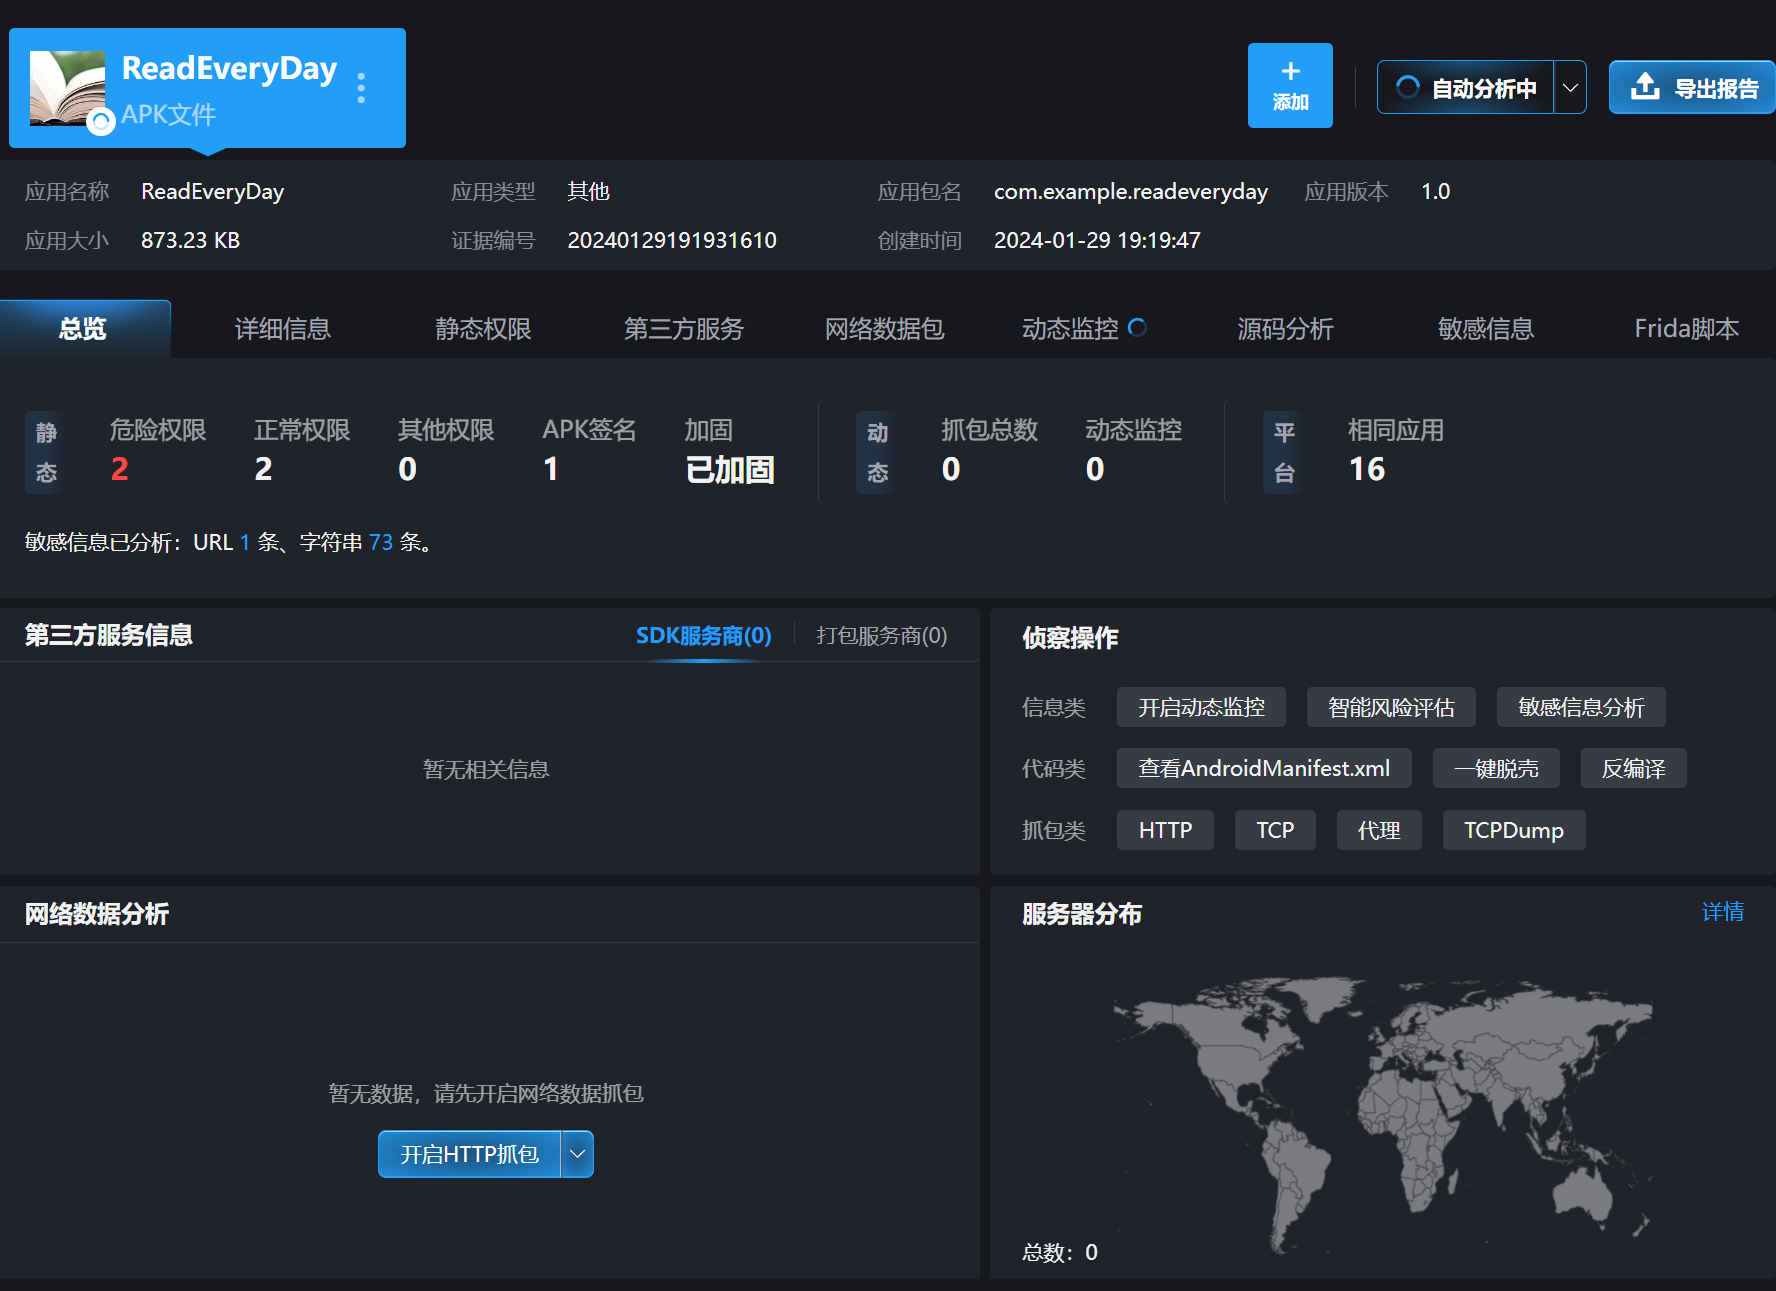 ReadEveryDay
APK文件
添加
自动分析中
导出报告
应用名称 ReadEveryDay 应用类型 其他 应用包名 com.example.readeveryday 应用版本 1.0
应用大小 873.23 KB 证据编号 20240129191931610 创建时间 2024-01-29 19:19:47
总览 详细信息 静态权限 第三方服务 网络数据包 动态监控 源码分析 敏感信息 Frida脚本
静态 危险权限 正常权限 其他权限 APK签名 加固 动态 抓包总数 动态监控 平台 相同应用
2 2 0 1 已加固 0 0 16
敏感信息已分析：URL 1 条、字符串 73 条。
第三方服务信息 SDK服务商(0) 打包服务商(0)
暂无相关信息
侦察操作
信息类 开启动态监控 智能风险评估 敏感信息分析
代码类 查看AndroidManifest.xml 一键脱壳 反编译
抓包类 HTTP TCP 代理 TCPDump
网络数据分析
暂无数据，请先开启网络数据抓包
开启HTTP抓包
服务器分布 详情
总数：0